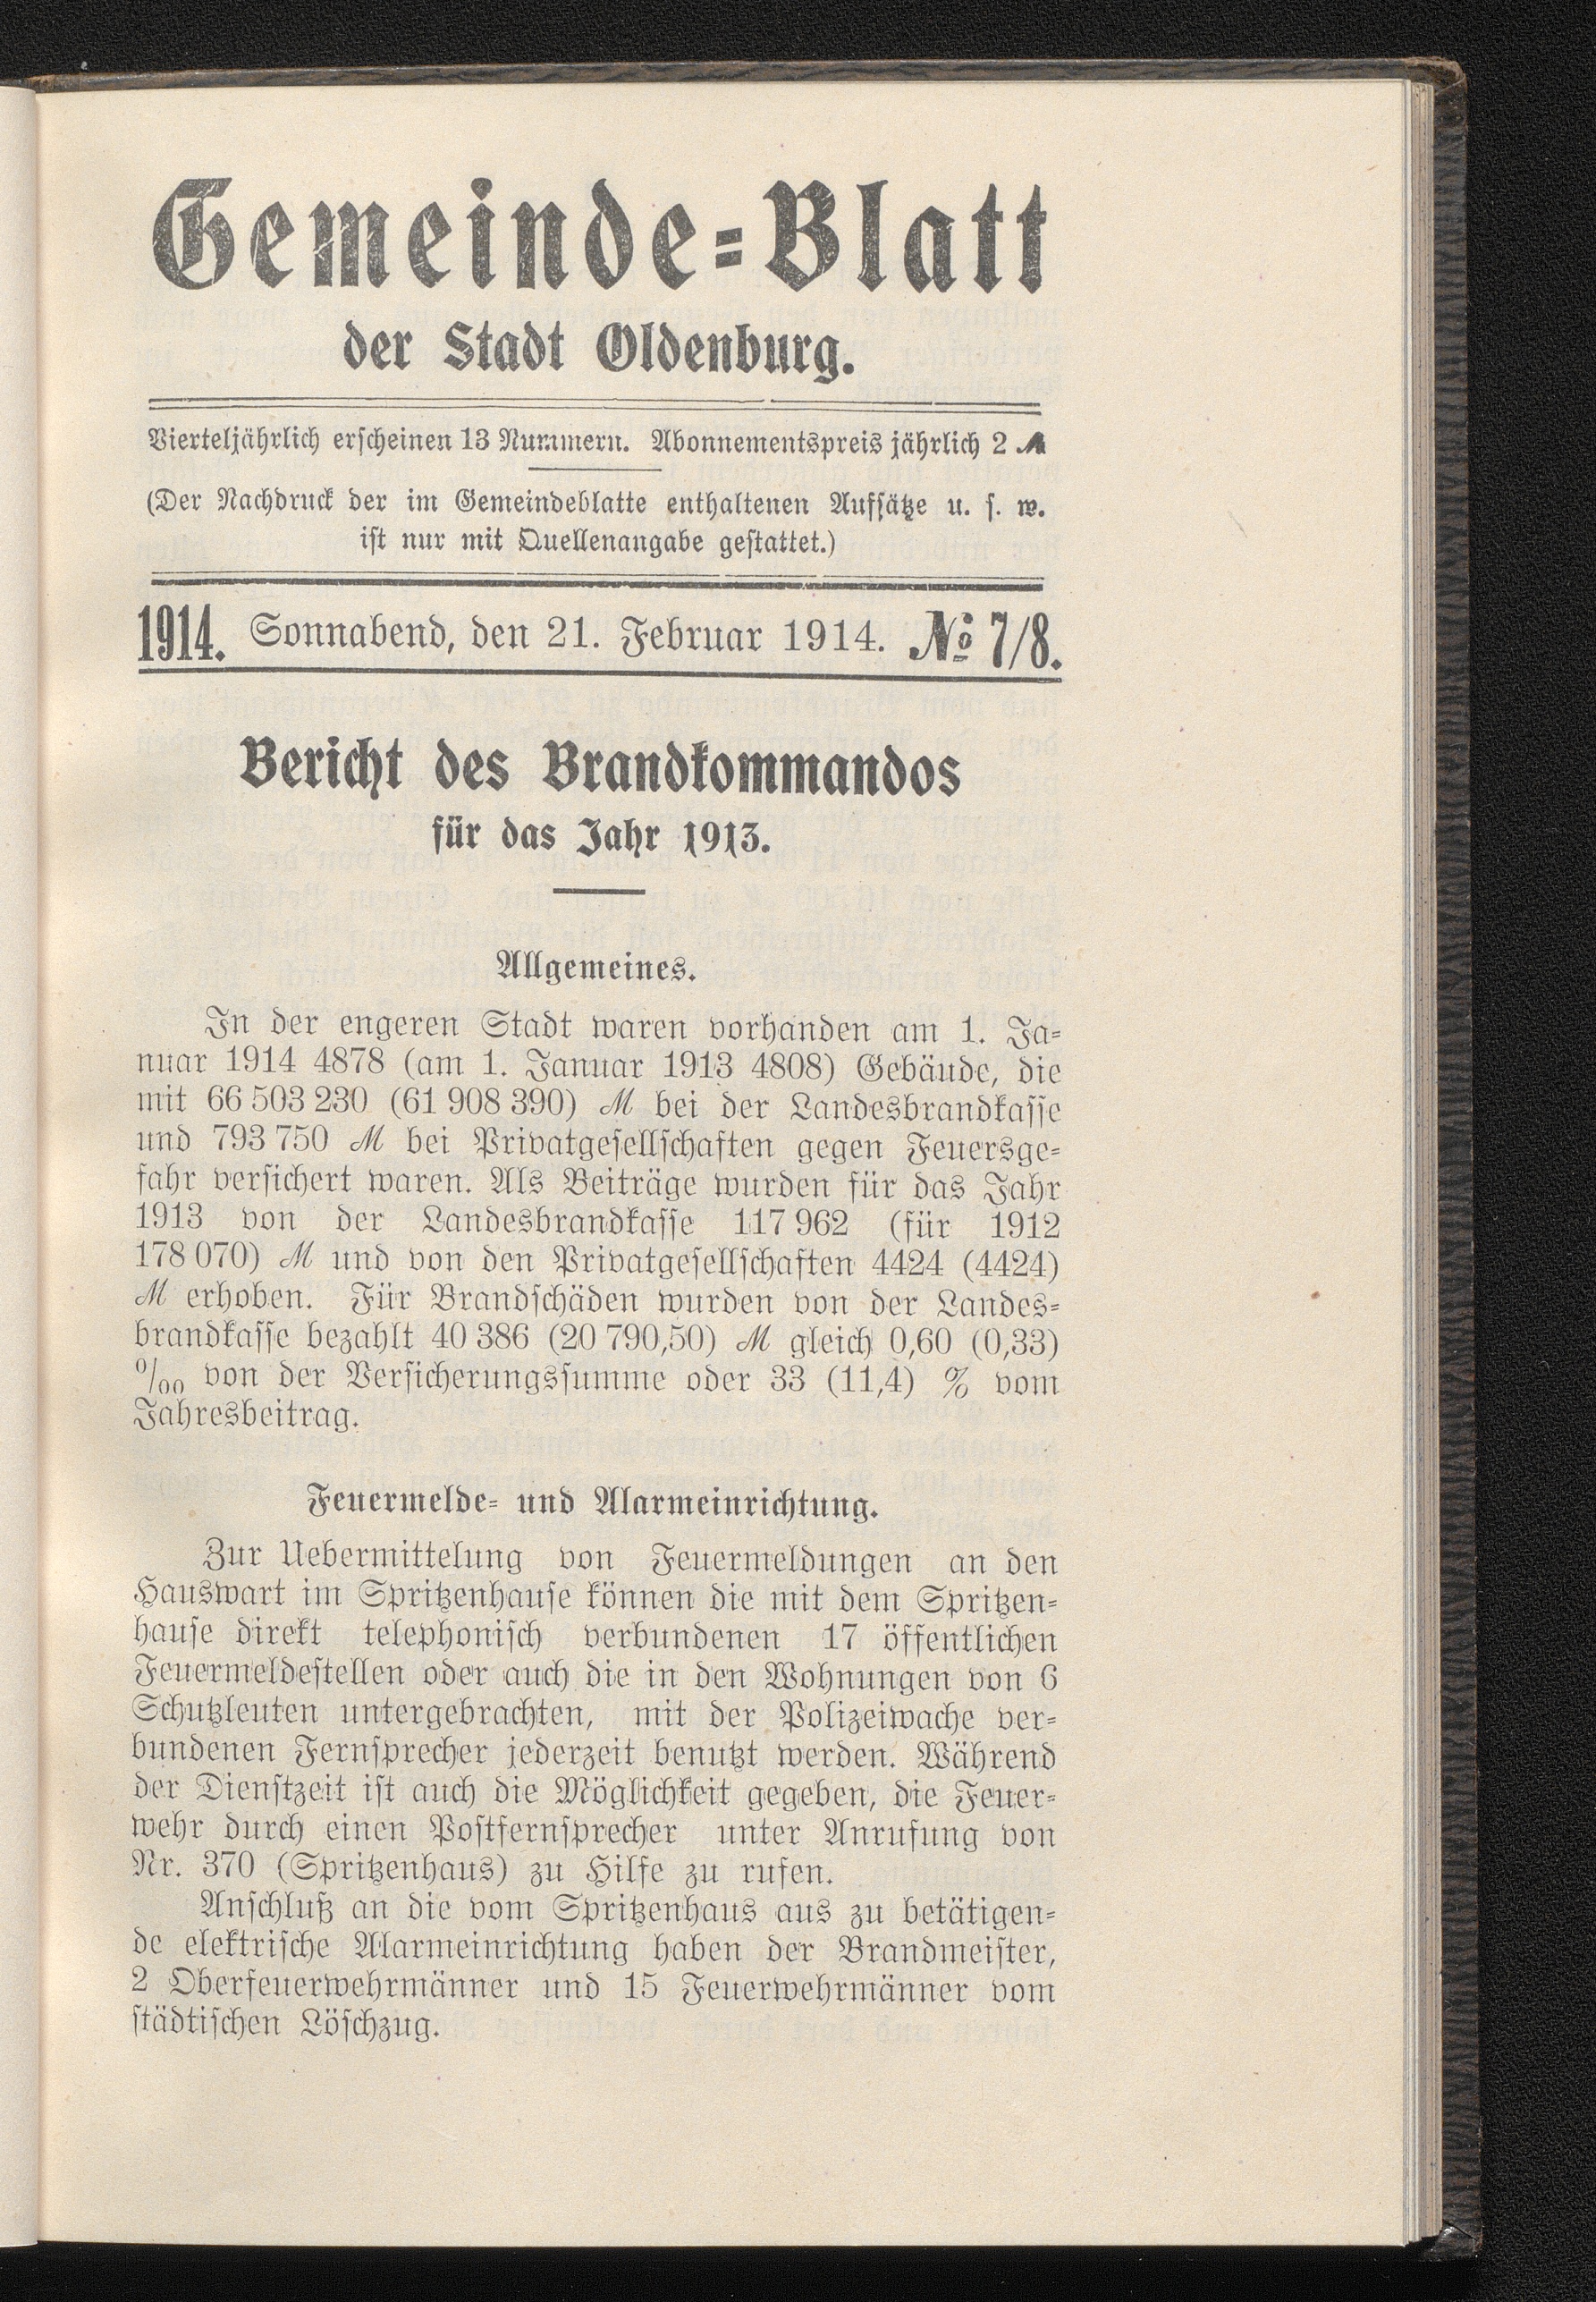 Gemeinde-Blatt
der Stadt Oldenburg.
Vierteljährlich erscheinen 13 Nummern. Abonnementspreis jährlich 2 ℳ
(Der Nachdruck der im Gemeindeblatte enthaltenen Aufsätze u. s. w.
ist nur mit Quellenangabe gestattet.)
1914. Sonnabend, den 21. Februar 1914. № 7/8.
Bericht des Brandkommandos
für das Jahr 1913.
Allgemeines.
In der engeren Stadt waren vorhanden am 1. Ja-
nuar 1914 4878 (am 1. Januar 1913 4808) Gebäude, die
mit 66 503 230 (61 908 390) ℳ bei der Landesbrandkasse
und 793 750 ℳ bei Privatgesellschaften gegen Feuersge-
fahr versichert waren. Als Beiträge wurden für das Jahr
1913 von der Landesbrandkasse 117 962 (für 1912
178 070) ℳ und von den Privatgesellschaften 4424 (4424)
ℳ erhoben. Für Brandschäden wurden von der Landes-
brandkasse bezahlt 40 386 (20 790,50) ℳ gleich 0,60 (0,33)
‰ von der Versicherungssumme oder 33 (11,4) % vom
Jahresbeitrag.
Feuermelde- und Alarmeinrichtung.
Zur Uebermittelung von Feuermeldungen an den
Hauswart im Spritzenhause können die mit dem Spritzen-
hause direkt telephonisch verbundenen 17 öffentlichen
Feuermeldestellen oder auch die in den Wohnungen von 6
Schutzleuten untergebrachten, mit der Polizeiwache ver-
bundenen Fernsprecher jederzeit benutzt werden. Während
der Dienstzeit ist auch die Möglichkeit gegeben, die Feuer-
wehr durch einen Postfernsprecher unter Anrufung von
Nr. 370 (Spritzenhaus) zu Hilfe zu rufen.
Anschluß an die vom Spritzenhaus aus zu betätigen-
de elektrische Alarmeinrichtung haben der Brandmeister,
2 Oberfeuerwehrmänner und 15 Feuerwehrmänner vom
städtischen Löschzug.